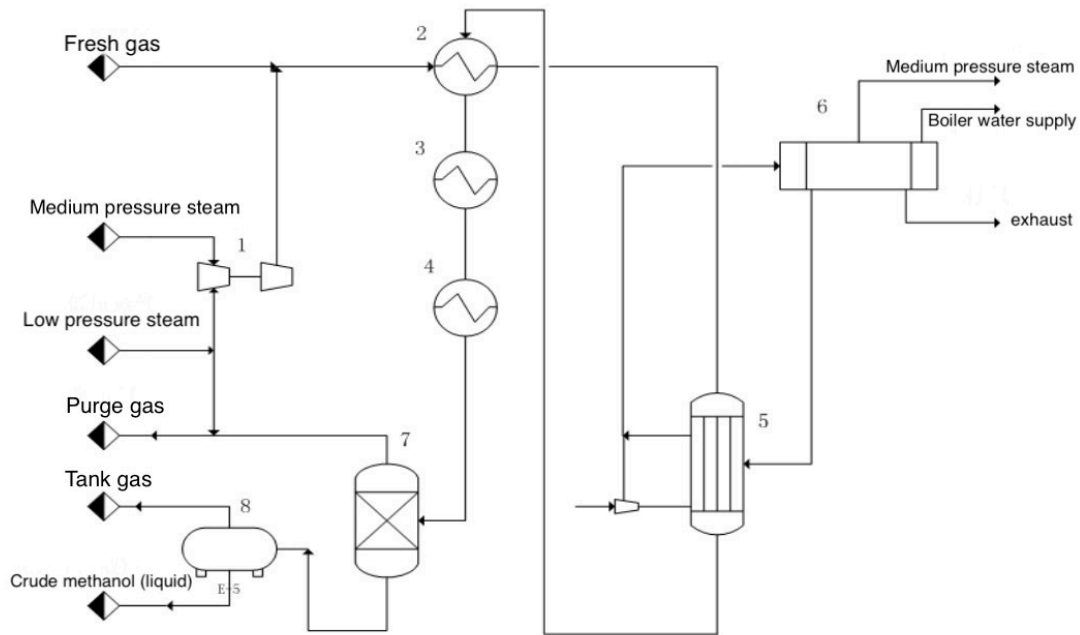 Fresh gas
2
Medium pressure steam
6
Boiler water supply
3
Medium pressure steam
exhaust
1
4
Low pressure steam
Purge gas
7
5
Tank gas
8
Crude methanol (liquid)
E-5